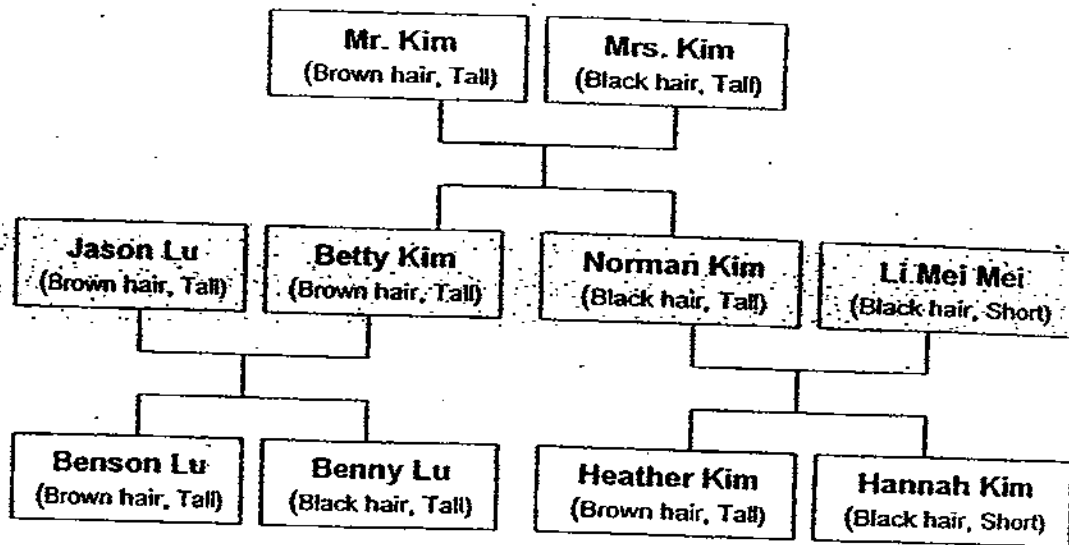 Mr. Kim
(Brown hair, Tall)
Mrs. Kim
(Black hair, Tall)
Jason Lu
(Brown hair, Tall)
Betty Kim
(Brown hair, Tall)
Norman Kim
(Black hair, Tall)
Li Mei Mei
(Black hair, Short)
Benson Lu
(Brown hair, Tall)
Benny Lu
(Black hair, Tall)
Heather Kim
(Brown hair, Tall)
Hannah Kim
(Black hair, Short)